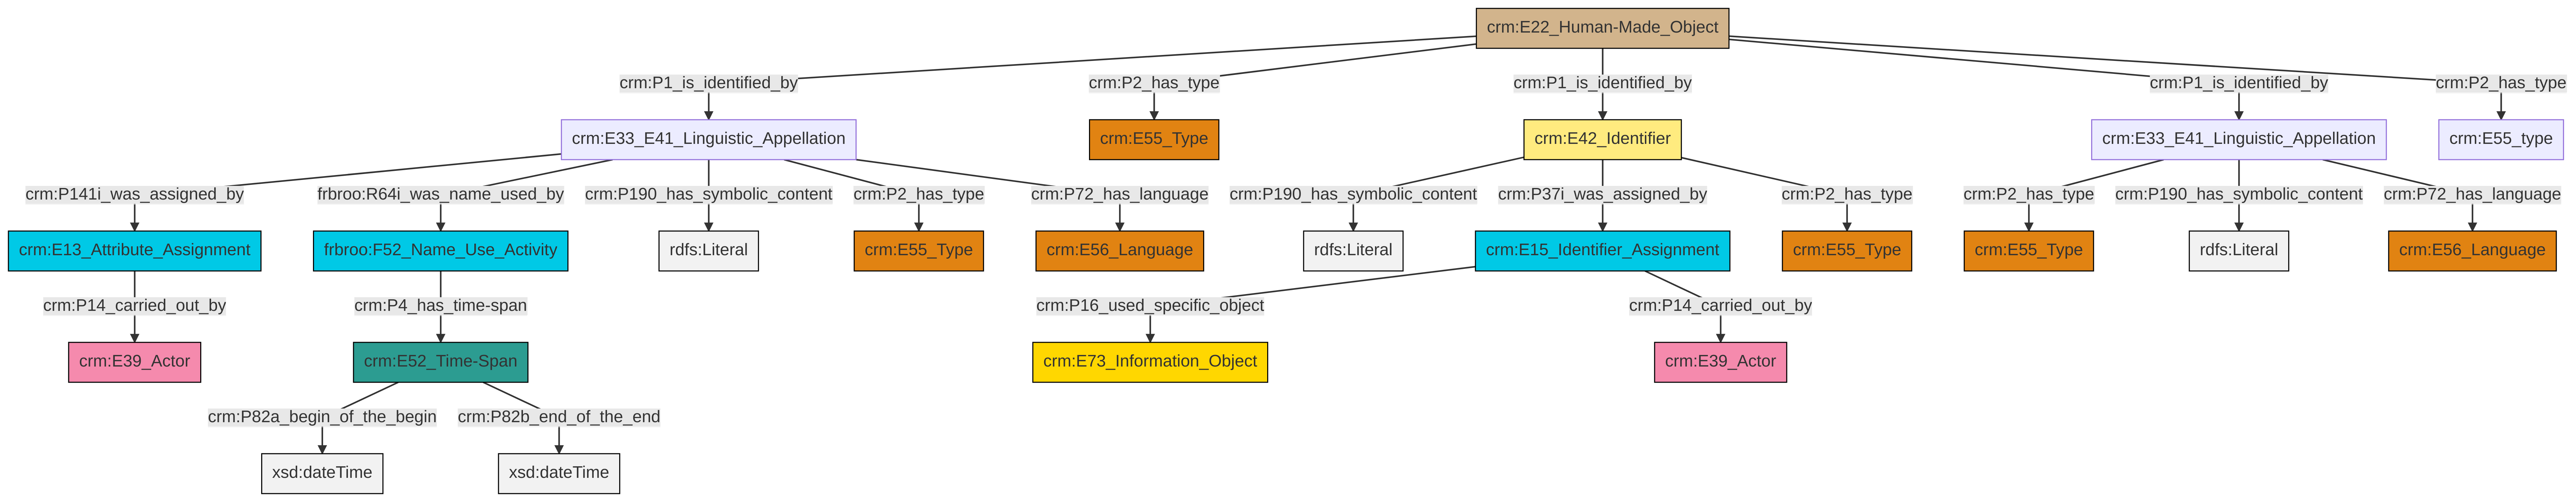 crm:E22_Human-Made_Object
crm:P1_is_identified_by
crm:P2_has_type
crm:P1_is_identified_by
crm:P1_is_identified_by
crm:P2_has_type
crm:E33_E41_Linguistic_Appellation
crm:E55_Type
crm:E42_Identifier
crm:E33_E41_Linguistic_Appellation
crm:E55_type
crm:P141i_was_assigned_by
frbroo:R64i_was_name_used_by
crm:P190_has_symbolic_content
crm:P2_has_type
crm:P72_has_language
crm:P190_has_symbolic_content
crm:P37i_was_assigned_by
crm:P2_has_type
crm:P2_has_type
crm:P190_has_symbolic_content
crm:P72_has_language
crm:E13_Attribute_Assignment
frbroo:F52_Name_Use_Activity
rdfs:Literal
crm:E55_Type
crm:E56_Language
rdfs:Literal
crm:E15_Identifier_Assignment
crm:E55_Type
crm:E55_Type
rdfs:Literal
crm:E56_Language
crm:P14_carried_out_by
crm:P4_has_time-span
crm:P16_used_specific_object
crm:P14_carried_out_by
crm:E39_Actor
crm:E52_Time-Span
crm:E73_Information_Object
crm:E39_Actor
crm:P82a_begin_of_the_begin
crm:P82b_end_of_the_end
xsd:dateTime
xsd:dateTime